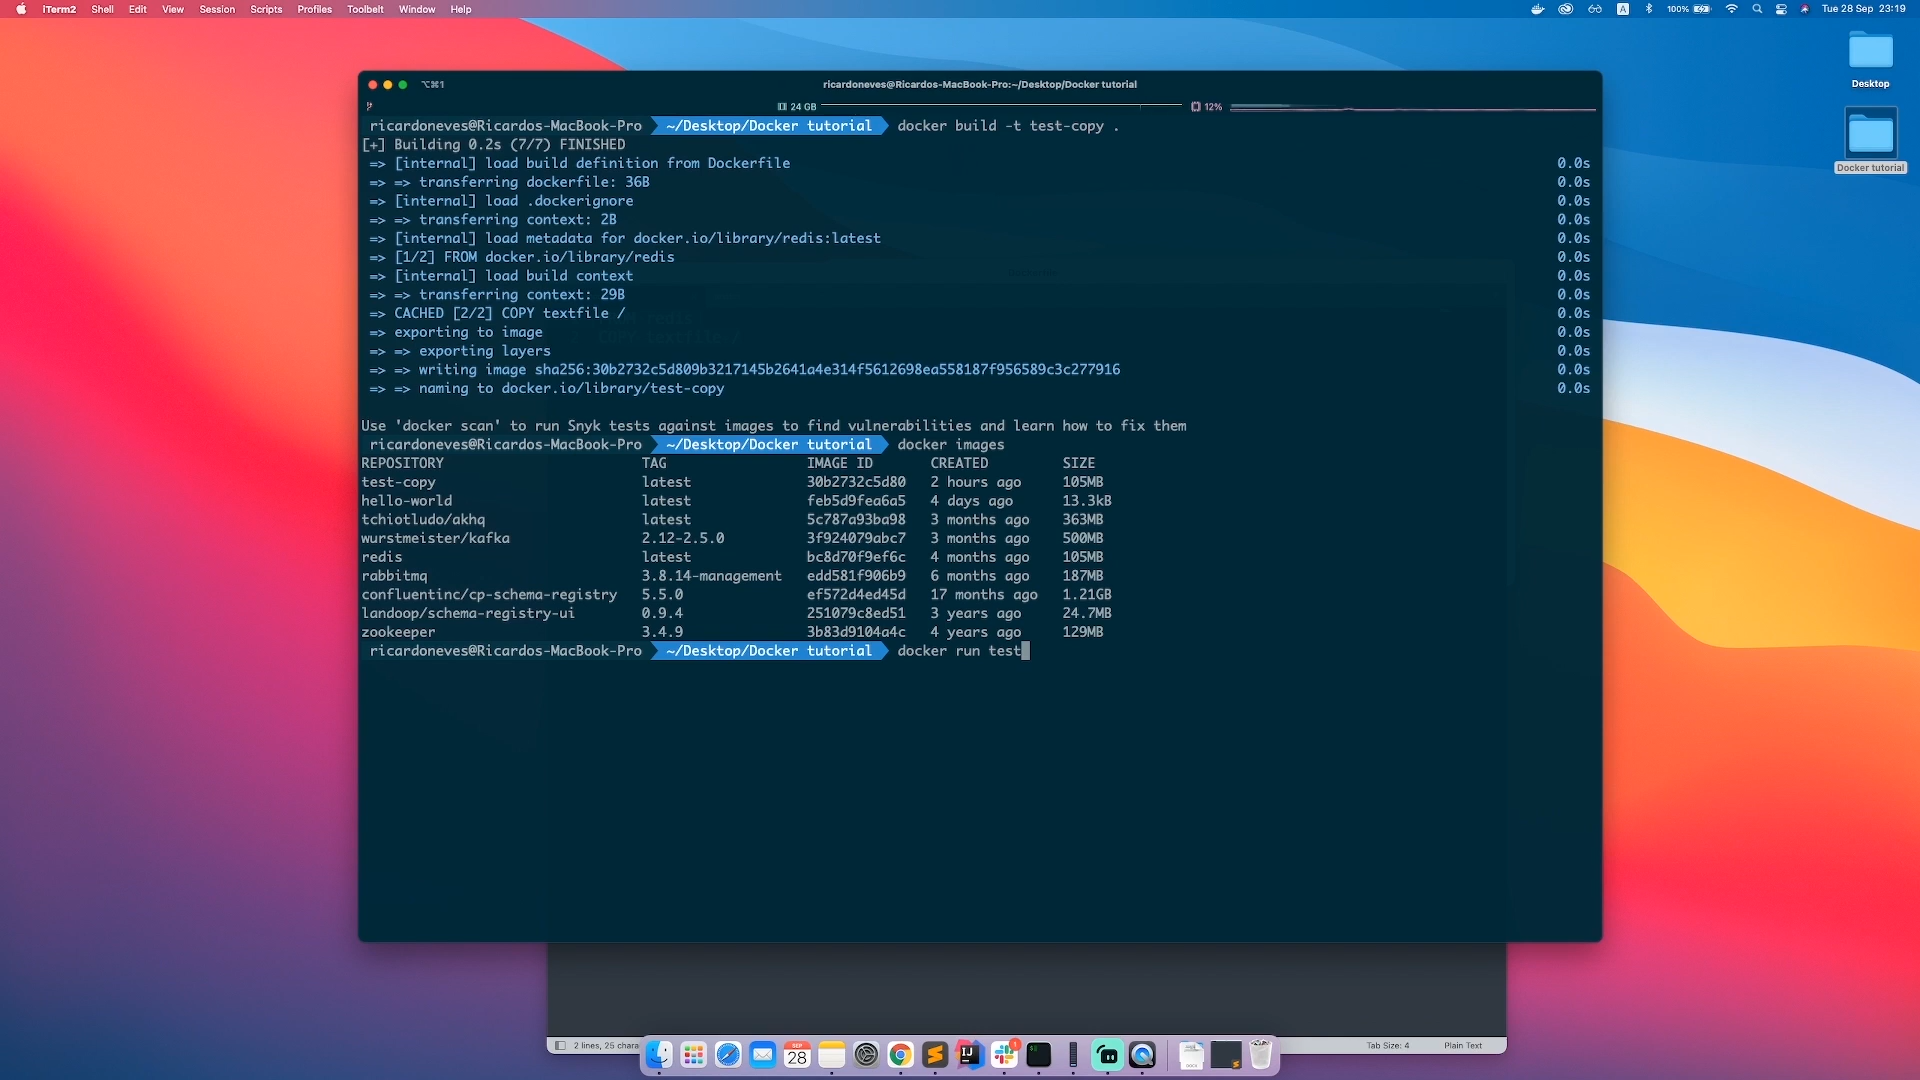 iTerm2 Shell Edit View Session Scripts Profiles Toolbelt Window Help A 100% Tue 28 Sep 23:19
Desktop
Docker tutorial
⌥⌘1 ricardoneves@Ricardos-MacBook-Pro:~/Desktop/Docker tutorial
24 GB 12%
ricardoneves@Ricardos-MacBook-Pro ~/Desktop/Docker tutorial docker build -t test-copy .
[+] Building 0.2s (7/7) FINISHED
=> [internal] load build definition from Dockerfile 0.0s
=> => transferring dockerfile: 36B 0.0s
=> [internal] load .dockerignore 0.0s
=> => transferring context: 2B 0.0s
=> [internal] load metadata for docker.io/library/redis:latest 0.0s
=> [1/2] FROM docker.io/library/redis 0.0s
=> [internal] load build context 0.0s
=> => transferring context: 29B 0.0s
=> CACHED [2/2] COPY textfile / 0.0s
=> exporting to image 0.0s
=> => exporting layers 0.0s
=> => writing image sha256:30b2732c5d809b3217145b2641a4e314f5612698ea558187f956589c3c277916 0.0s
=> => naming to docker.io/library/test-copy 0.0s
Use 'docker scan' to run Snyk tests against images to find vulnerabilities and learn how to fix them
ricardoneves@Ricardos-MacBook-Pro ~/Desktop/Docker tutorial docker images
REPOSITORY TAG IMAGE ID CREATED SIZE
test-copy latest 30b2732c5d80 2 hours ago 105MB
hello-world latest feb5d9fea6a5 4 days ago 13.3kB
tchiotludo/akhq latest 5c787a93ba98 3 months ago 363MB
wurstmeister/kafka 2.12-2.5.0 3f924079abc7 3 months ago 500MB
redis latest bc8d70f9ef6c 4 months ago 105MB
rabbitmq 3.8.14-management edd581f906b9 6 months ago 187MB
confluentinc/cp-schema-registry 5.5.0 ef572d4ed45d 17 months ago 1.21GB
landoop/schema-registry-ui 0.9.4 251079c8ed51 3 years ago 24.7MB
zookeeper 3.4.9 3b83d9104a4c 4 years ago 129MB
ricardoneves@Ricardos-MacBook-Pro ~/Desktop/Docker tutorial docker run test
2 lines, 25 chara Tab Size: 4 Plain Text
SEP
28
IJ
1